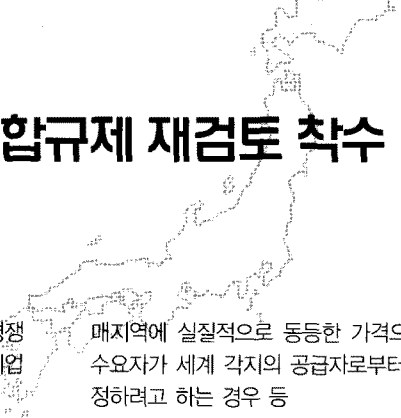 합규제 재검토 착수
쟁
업
매지역에 실질적으로 동등한 가격으
수요자가 세계 각지의 공급자로부터
정하려고 하는 경우 등